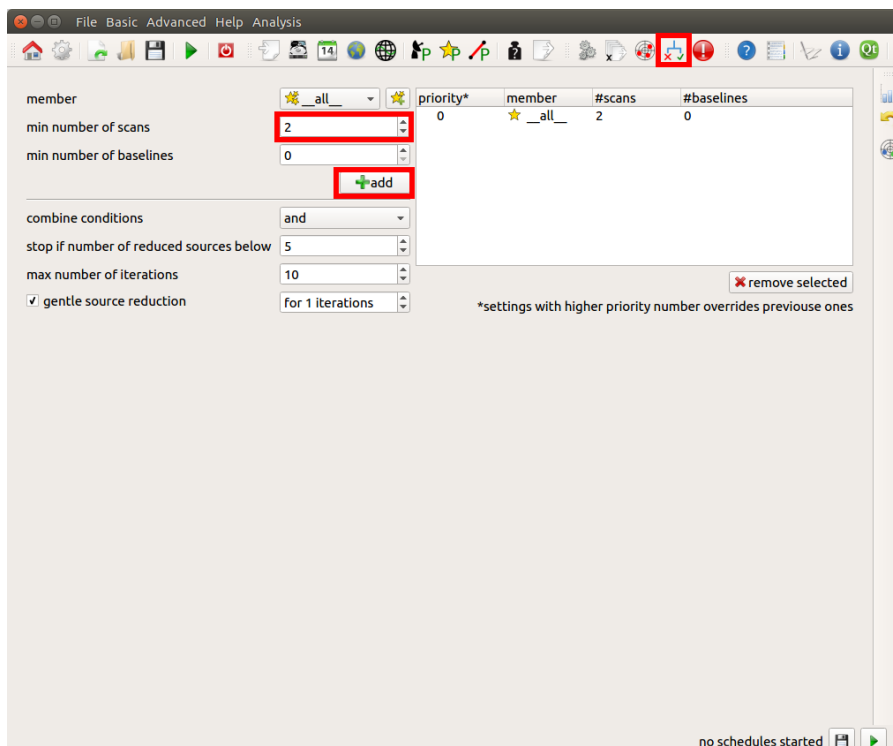 File Basic Advanced Help Analysis
14 P P P ? x ? i Qt
member __all__
min number of scans 2
min number of baselines 0
add
combine conditions and
stop if number of reduced sources below 5
max number of iterations 10
gentle source reduction for 1 iterations
priority* member #scans #baselines
0 __all__ 2 0
remove selected
*settings with higher priority number overrides previouse ones
no schedules started